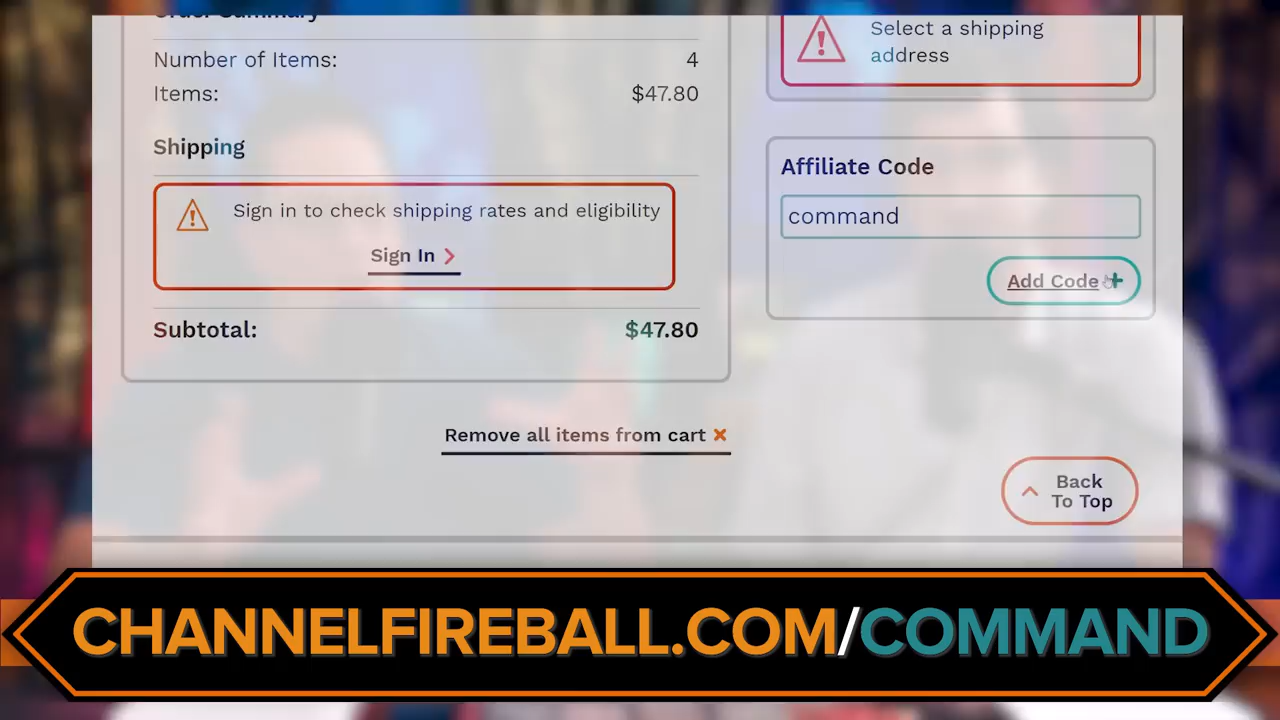 Order Summary
Number of Items: 4
Items: $47.80
Shipping
Sign in to check shipping rates and eligibility
Sign In
Subtotal: $47.80
Remove all items from cart
Select a shipping
address
Affiliate Code
command
Add Code
Back
To Top
CHANNELFIREBALL.COM/COMMAND